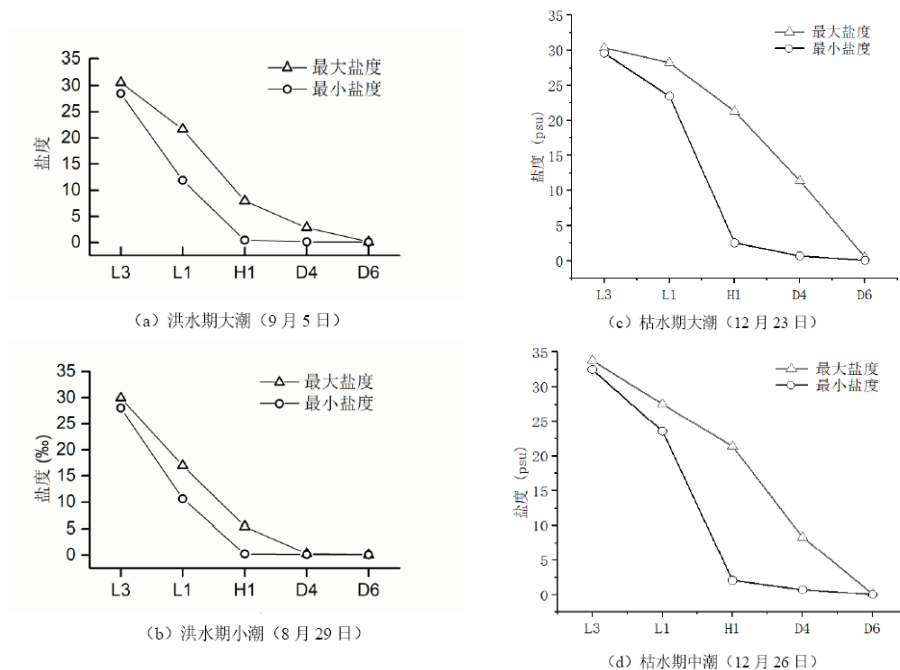 35
30
25
20
15
10
5
0
盐度
最大盐度
最小盐度
L3 L1 H1 D4 D6
(a) 洪水期大潮（9月5日）
35
30
25
20
15
10
5
0
盐度 (psu)
最大盐度
最小盐度
L3 L1 H1 D4 D6
(c) 枯水期大潮（12月23日）
35
30
25
20
15
10
5
0
盐度 (‰)
最大盐度
最小盐度
L3 L1 H1 D4 D6
(b) 洪水期小潮（8月29日）
35
30
25
20
15
10
5
0
盐度 (psu)
最大盐度
最小盐度
L3 L1 H1 D4 D6
(d) 枯水期中潮（12月26日）